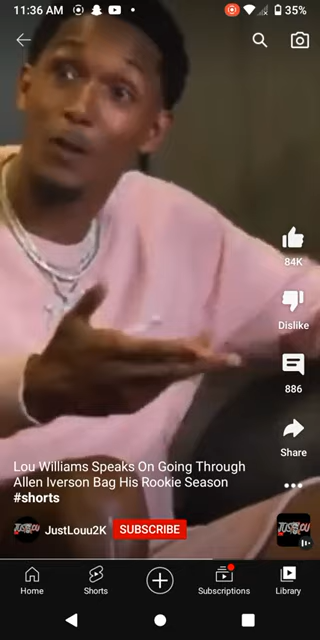 11:36 AM
35%
84K
Dislike
886
Share
Lou Williams Speaks On Going Through
Allen Iverson Bag His Rookie Season
#shorts
JustLouu2K
SUBSCRIBE
Home
Shorts
Subscriptions
Library